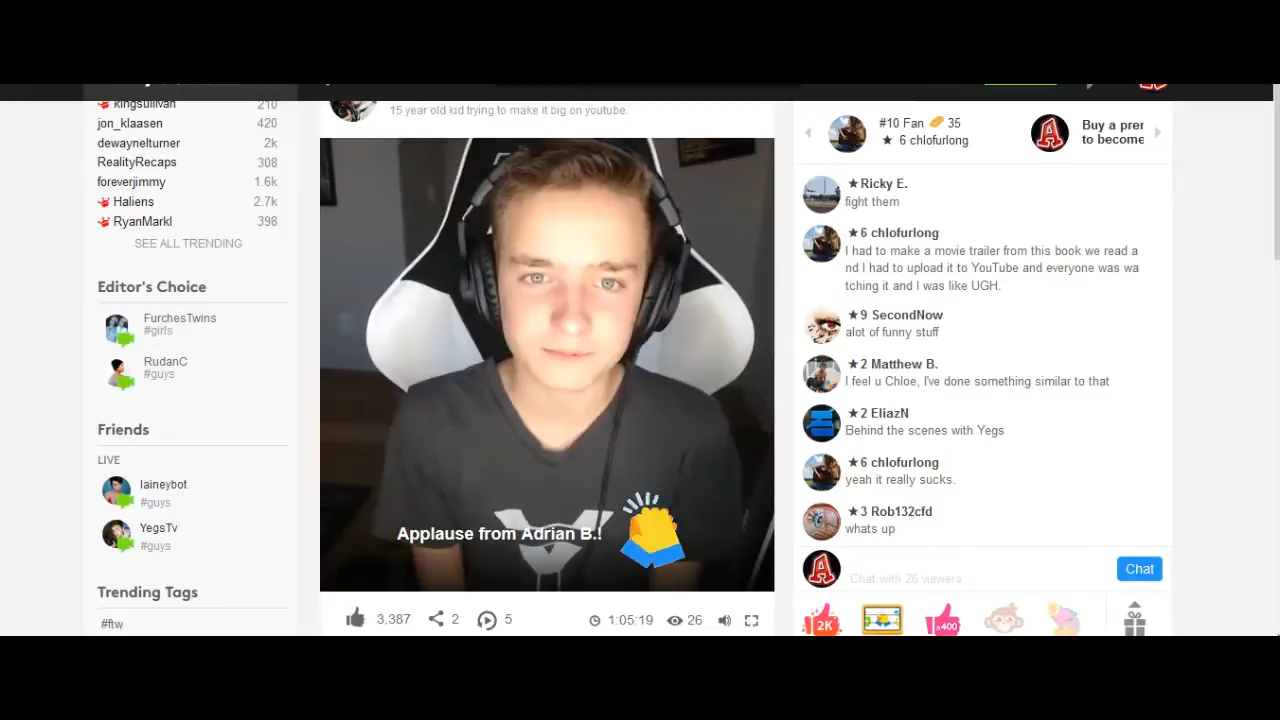 kingsullivan 210
jon_klaasen 420
dewaynelturner 2k
RealityRecaps 308
foreverjimmy 1.6k
Haliens 2.7k
RyanMarkl 398
SEE ALL TRENDING
Editor's Choice
FurchesTwins
#girls
RudanC
#guys
Friends
LIVE
laineybot
#guys
YegsTv
#guys
Trending Tags
#ftw
15 year old kid trying to make it big on youtube.
Applause from Adrian B.!
3,387 2 5 1:05:19 26
#10 Fan 35
★ 6 chlofurlong
Buy a prer
to become
★Ricky E.
fight them
★6 chlofurlong
I had to make a movie trailer from this book we read a
nd I had to upload it to YouTube and everyone was wa
tching it and I was like UGH.
★9 SecondNow
alot of funny stuff
★2 Matthew B.
I feel u Chloe, I've done something similar to that
★2 EliazN
Behind the scenes with Yegs
★6 chlofurlong
yeah it really sucks.
★3 Rob132cfd
whats up
Chat with 26 viewers
Chat
2K
x400